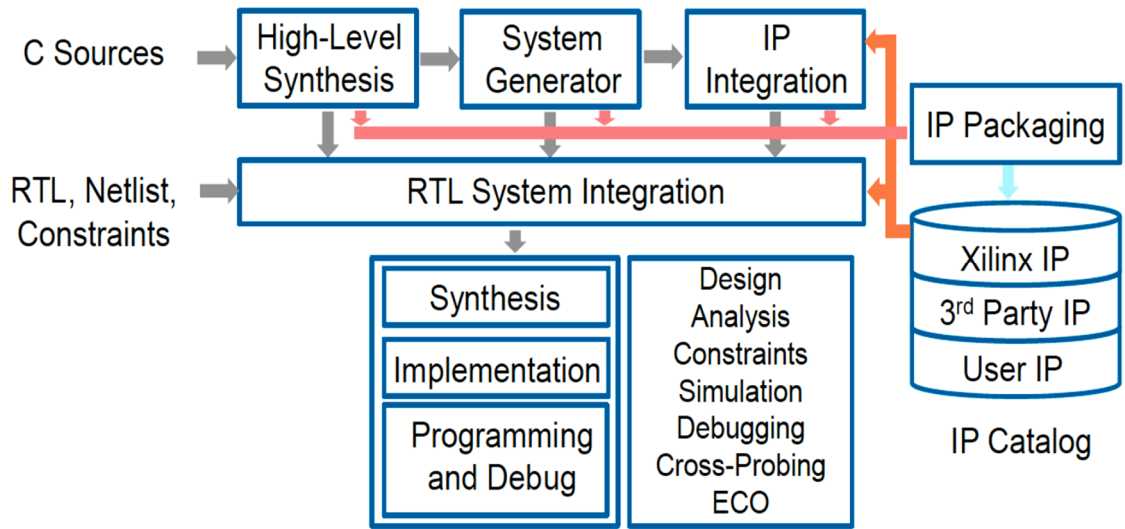 C Sources
High-Level
Synthesis
System
Generator
IP
Integration
IP Packaging
RTL, Netlist,
Constraints
RTL System Integration
Synthesis
Implementation
Programming
and Debug
Design
Analysis
Constraints
Simulation
Debugging
Cross-Probing
ECO
Xilinx IP
3rd Party IP
User IP
IP Catalog